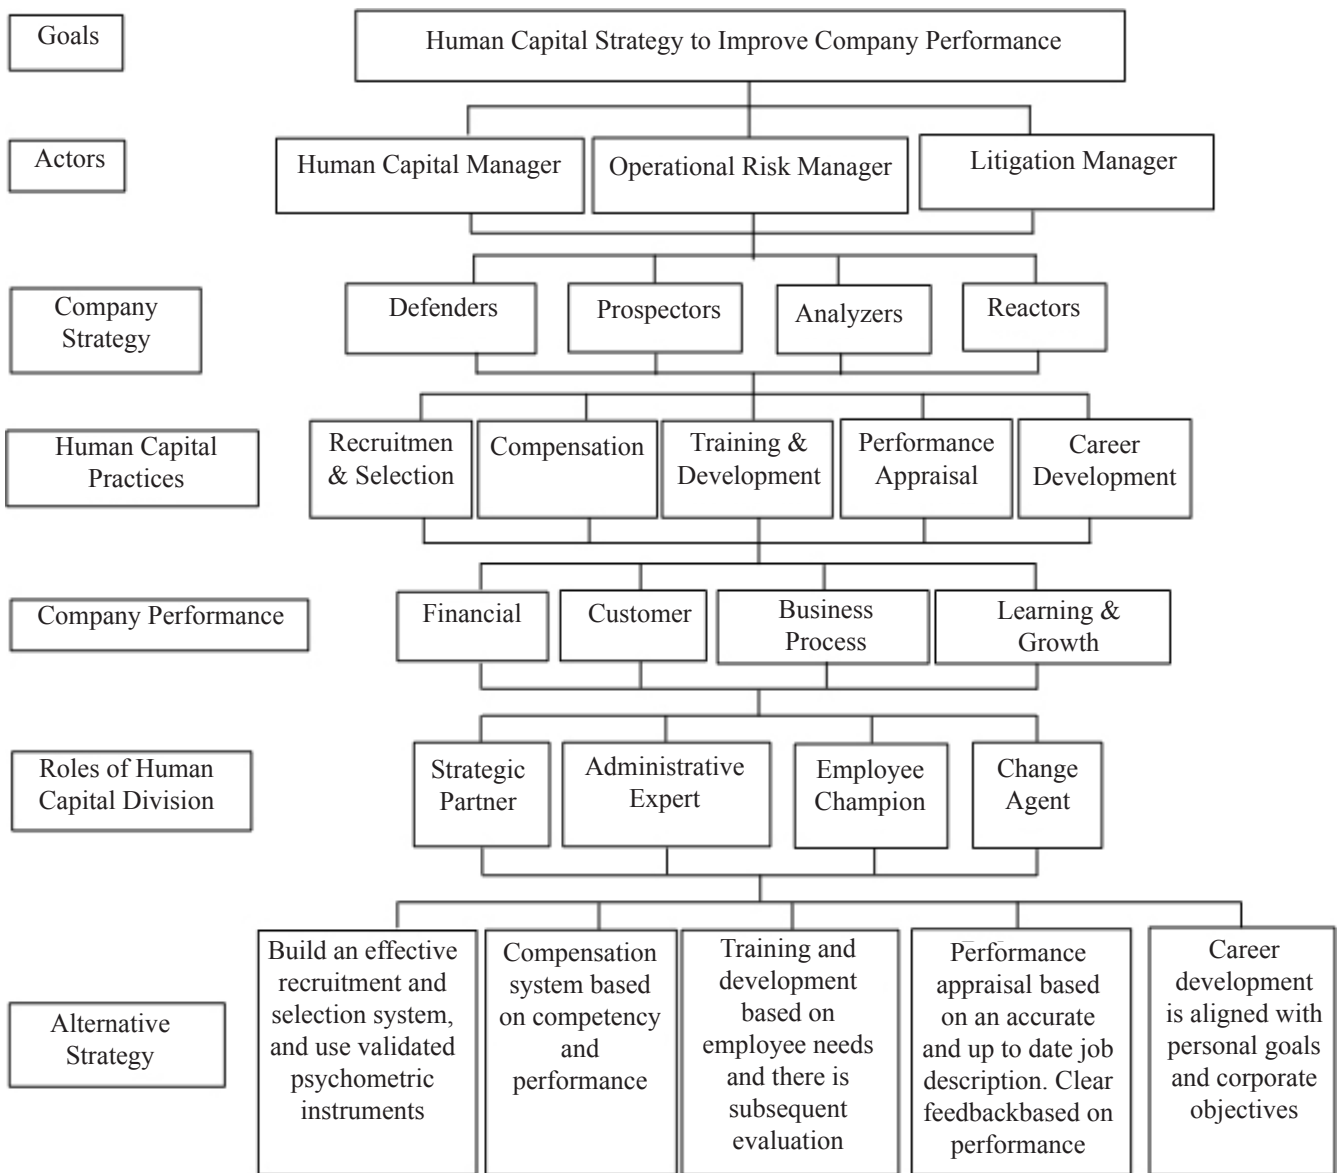 Goals
Human Capital Strategy to Improve Company Performance
Actors
Human Capital Manager
Operational Risk Manager
Litigation Manager
Company
Strategy
Defenders
Prospectors
Analyzers
Reactors
Human Capital
Practices
Recruitmen
& Selection
Compensation
Training &
Development
Performance
Appraisal
Career
Development
Company Performance
Financial
Customer
Business
Process
Learning &
Growth
Roles of Human
Capital Division
Strategic
Partner
Administrative
Expert
Employee
Champion
Change
Agent
Alternative
Strategy
Build an effective
recruitment and
selection system,
and use validated
psychometric
instruments
Compensation
system based
on competency
and
performance
Training and
development
based on
employee needs
and there is
subsequent
evaluation
Performance
appraisal based
on an accurate
and up to date job
description. Clear
feedbackbased on
performance
Career
development
is aligned with
personal goals
and corporate
objectives